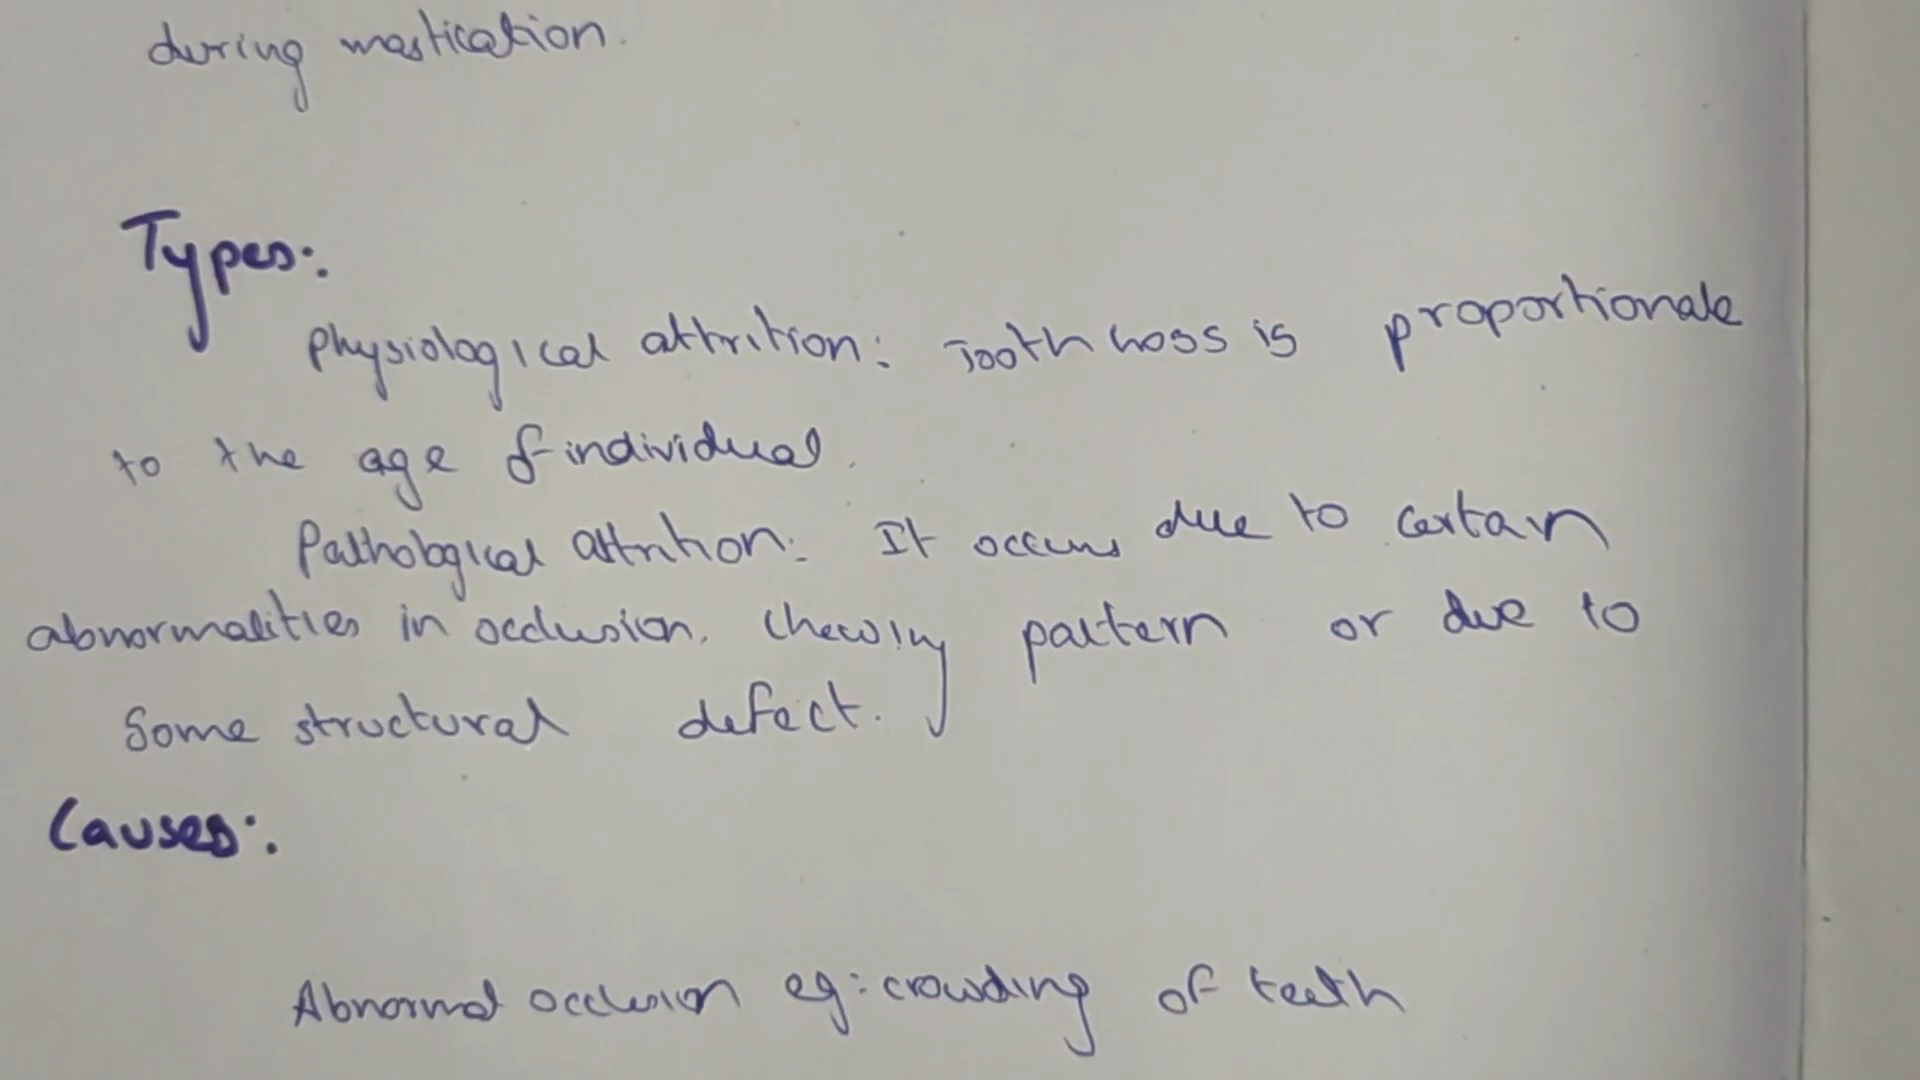 during mastication.
Types:
Physiological attrition: Tooth loss is proportionate
to the age of individual.
Pathological attrition: It occurs due to certain
abnormalities in occlusion. Chewing pattern or due to
Some structural defect.
Causes:
Abnormal occlusion eg: crowding of teeth